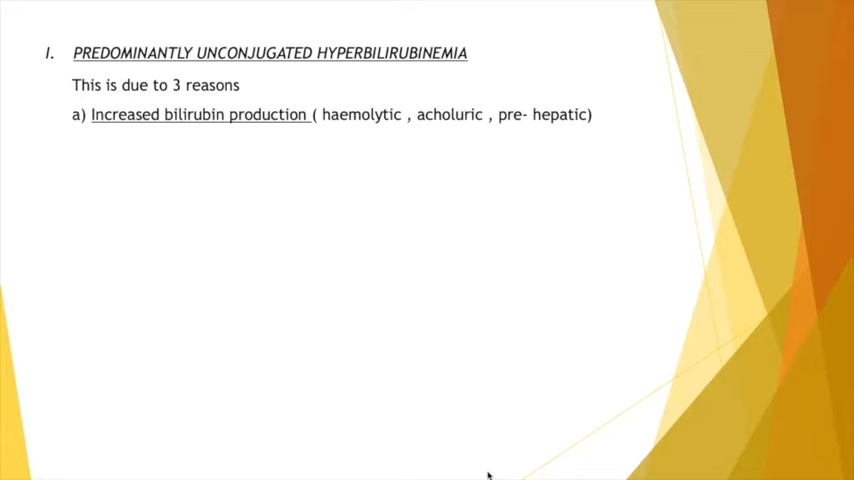 I. PREDOMINANTLY UNCONJUGATED HYPERBILIRUBINEMIA
This is due to 3 reasons
a) Increased bilirubin production ( haemolytic , acholuric , pre- hepatic)